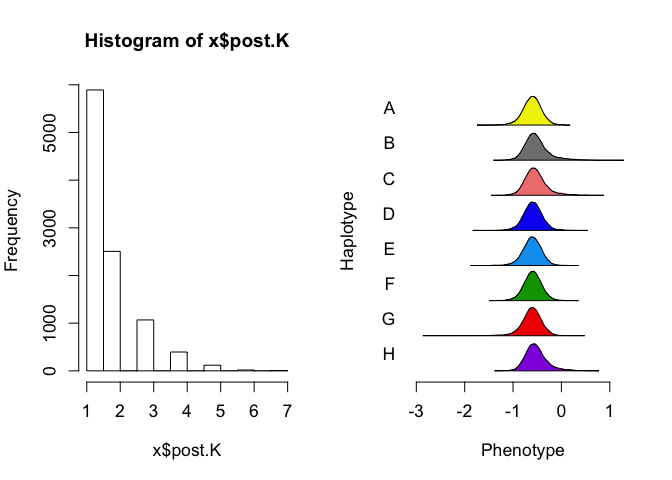 Histogram of x$post.K
Frequency
0
1000
3000
5000
1 2 3 4 5 6 7
x$post.K
Haplotype
A
B
C
D
E
F
G
H
-3 -2 -1 0 1
Phenotype